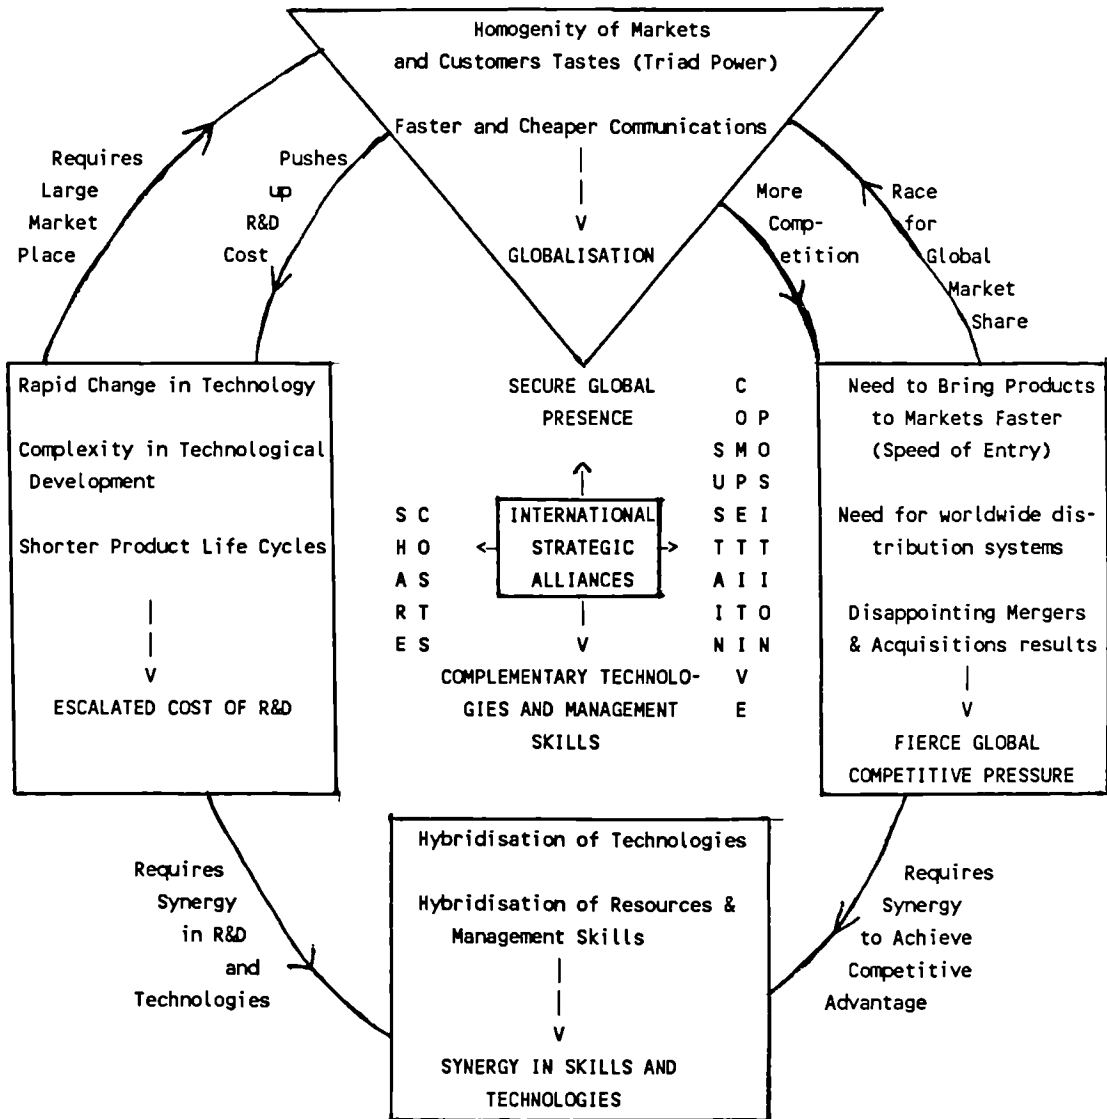 Homogenity of Markets
and Customers Tastes (Triad Power)
Faster and Cheaper Communications
GLOBALISATION
Requires
Large
Market
Place
Pushes
up
R&D
Cost
More
Comp-
etition
Race
for
Global
Market
Share
Rapid Change in Technology
Complexity in Technological
Development
Shorter Product Life Cycles
ESCALATED COST OF R&D
SECURE GLOBAL
PRESENCE
SHARE
COSTS
INTERNATIONAL
STRATEGIC
ALLIANCES
SUSTAIN
COMPETITIVE
POSITION
COMPLEMENTARY TECHNOLO-
GIES AND MANAGEMENT
SKILLS
Need to Bring Products
to Markets Faster
(Speed of Entry)
Need for worldwide dis-
tribution systems
Disappointing Mergers
& Acquisitions results
FIERCE GLOBAL
COMPETITIVE PRESSURE
Requires
Synergy
in R&D
and
Technologies
Hybridisation of Technologies
Hybridisation of Resources &
Management Skills
SYNERGY IN SKILLS AND
TECHNOLOGIES
Requires
Synergy
to Achieve
Competitive
Advantage